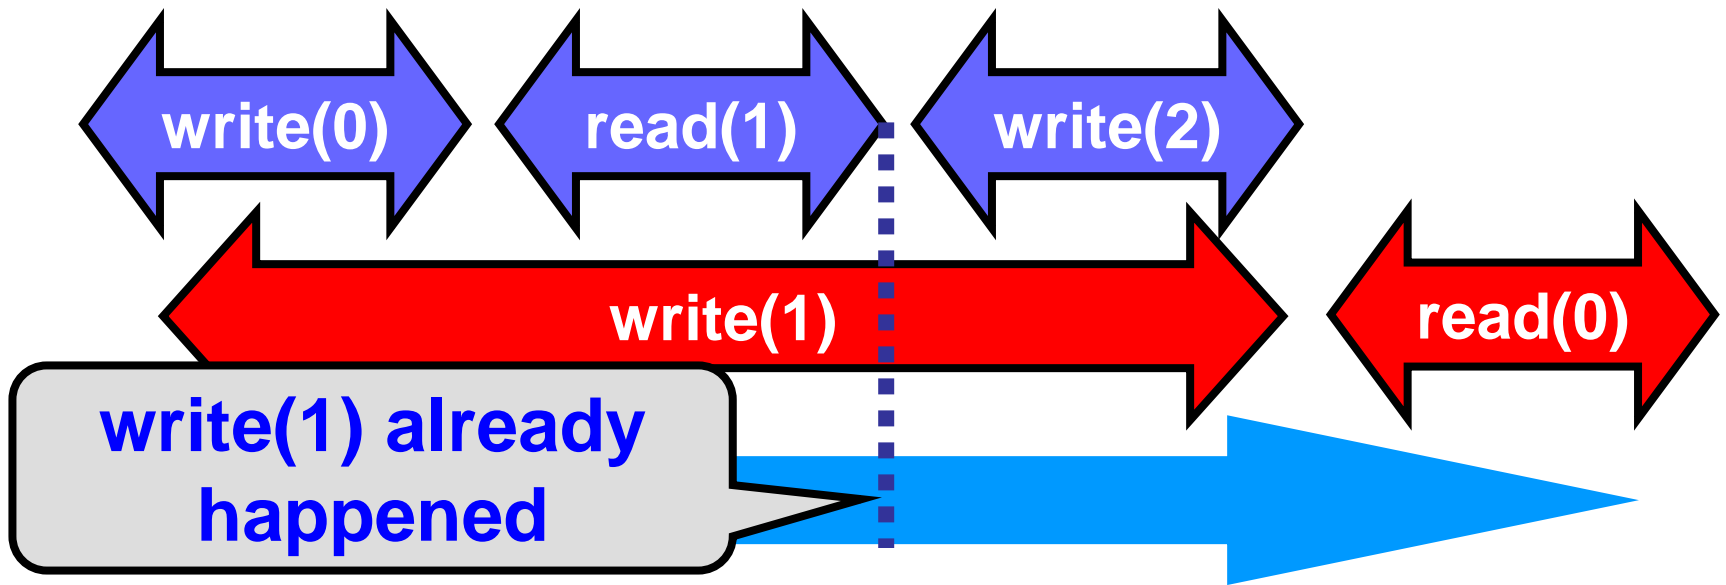 write(0) read(1) write(2)
write(1) read(0)
write(1) already
happened